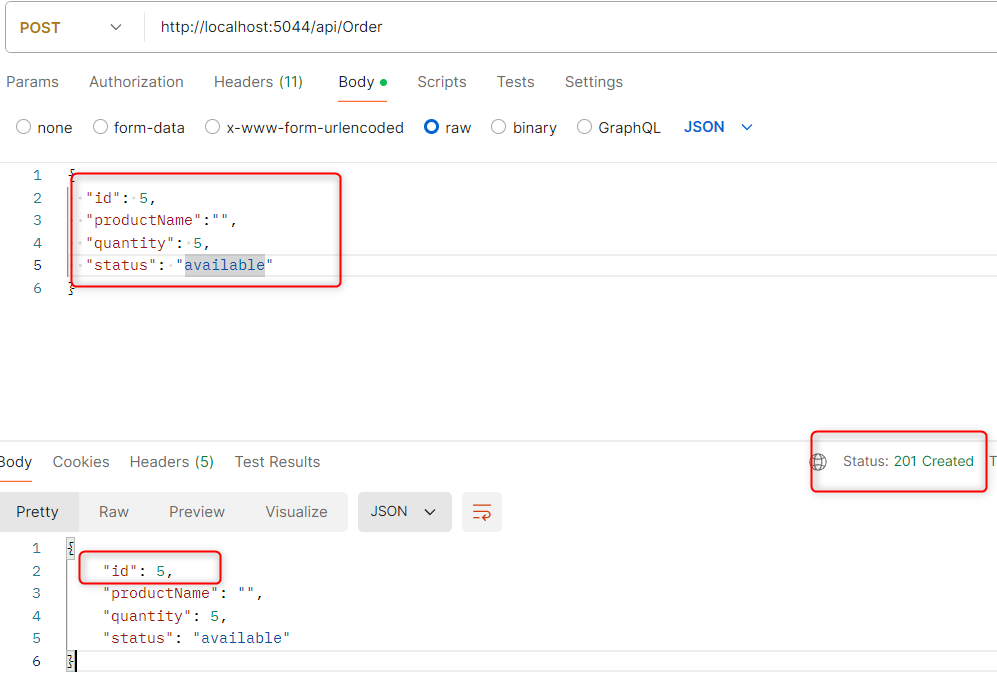 POST http://localhost:5044/api/Order
Params Authorization Headers (11) Body Scripts Tests Settings
none form-data x-www-form-urlencoded raw binary GraphQL JSON
1 {
2 "id": 5,
3 "productName":"",
4 "quantity": 5,
5 "status": "available"
6 }
Body Cookies Headers (5) Test Results Status: 201 Created T
Pretty Raw Preview Visualize JSON
1 {
2 "id": 5,
3 "productName": "",
4 "quantity": 5,
5 "status": "available"
6 }